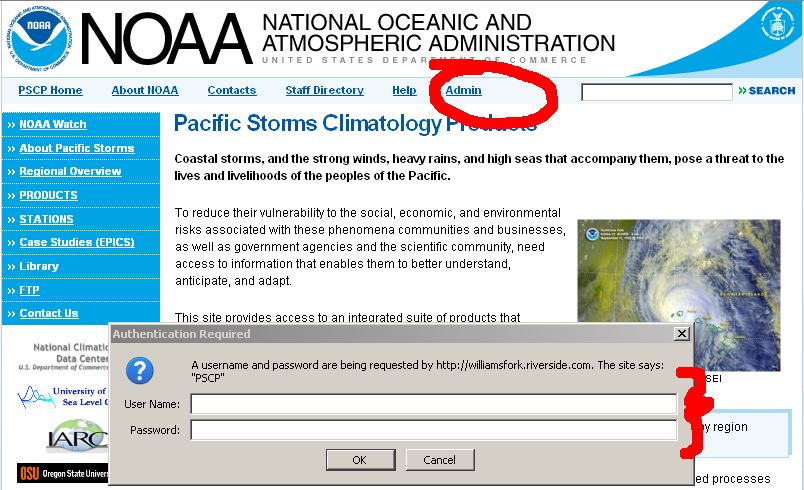 NOAA
NATIONAL OCEANIC AND
ATMOSPHERIC ADMINISTRATION
UNITED STATES DEPARTMENT OF COMMERCE
PSCP Home About NOAA Contacts Staff Directory Help Admin SEARCH
NOAA Watch
About Pacific Storms
Regional Overview
PRODUCTS
STATIONS
Case Studies (EPICS)
Library
FTP
Contact Us
Pacific Storms Climatology Products
Coastal storms, and the strong winds, heavy rains, and high seas that accompany them, pose a threat to the
lives and livelihoods of the peoples of the Pacific.
To reduce their vulnerability to the social, economic, and environmental
risks associated with these phenomena communities and businesses,
as well as government agencies and the scientific community, need
access to information that enables them to better understand,
anticipate, and adapt.
This site provides access to an integrated suite of products that
National Climatic
Data Center
U.S. Department of Commerce
University of
Sea Level C
IARC
OSU Oregon State Univers
Authentication Required
A username and password are being requested by http://williamsfork.riverside.com. The site says:
"PSCP"
User Name:
Password:
OK Cancel
SEI
by region
ed processes